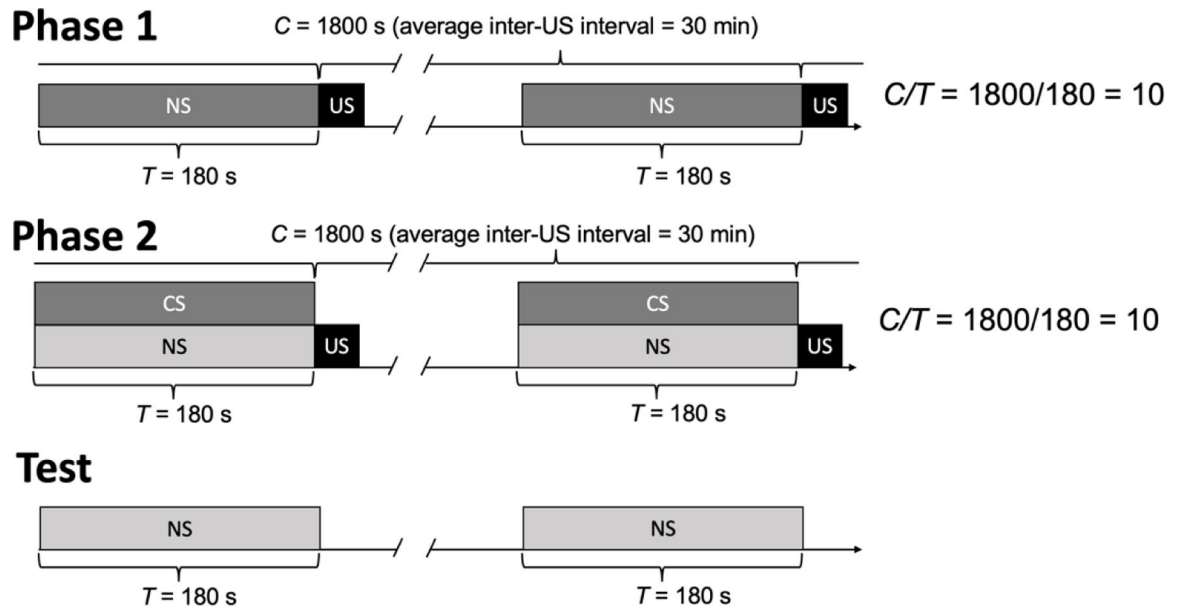 Phase 1
C = 1800 s (average inter-US interval = 30 min)
NS US NS US
C/T = 1800/180 = 10
T = 180 s T = 180 s
Phase 2
C = 1800 s (average inter-US interval = 30 min)
CS CS
C/T = 1800/180 = 10
NS US NS US
T = 180 s T = 180 s
Test
NS NS
T = 180 s T = 180 s